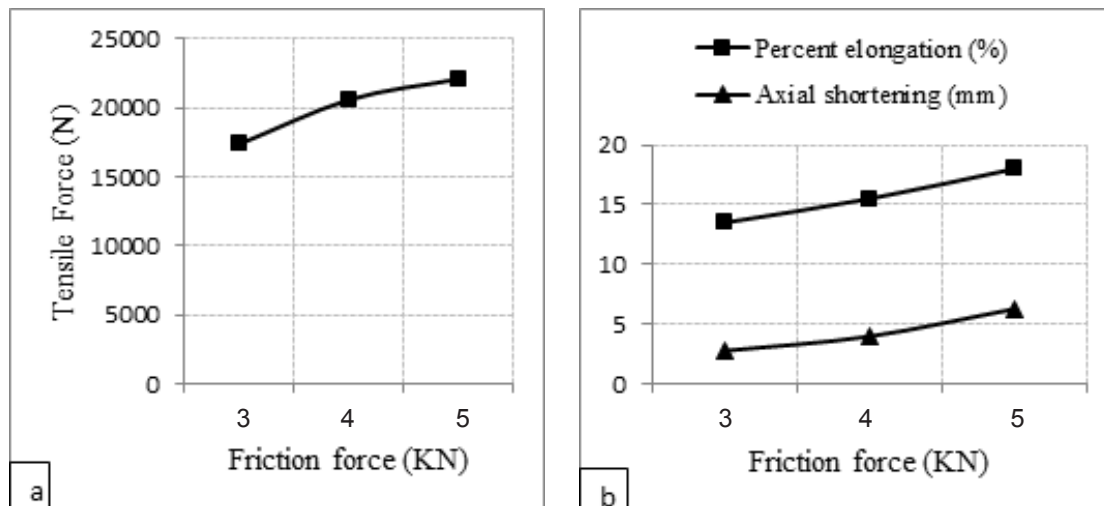 25000
20000
15000
10000
5000
0
Tensile Force (N)
3 4 5
Friction force (KN)
a
Percent elongation (%)
Axial shortening (mm)
20
15
10
5
0
3 4 5
Friction force (KN)
b